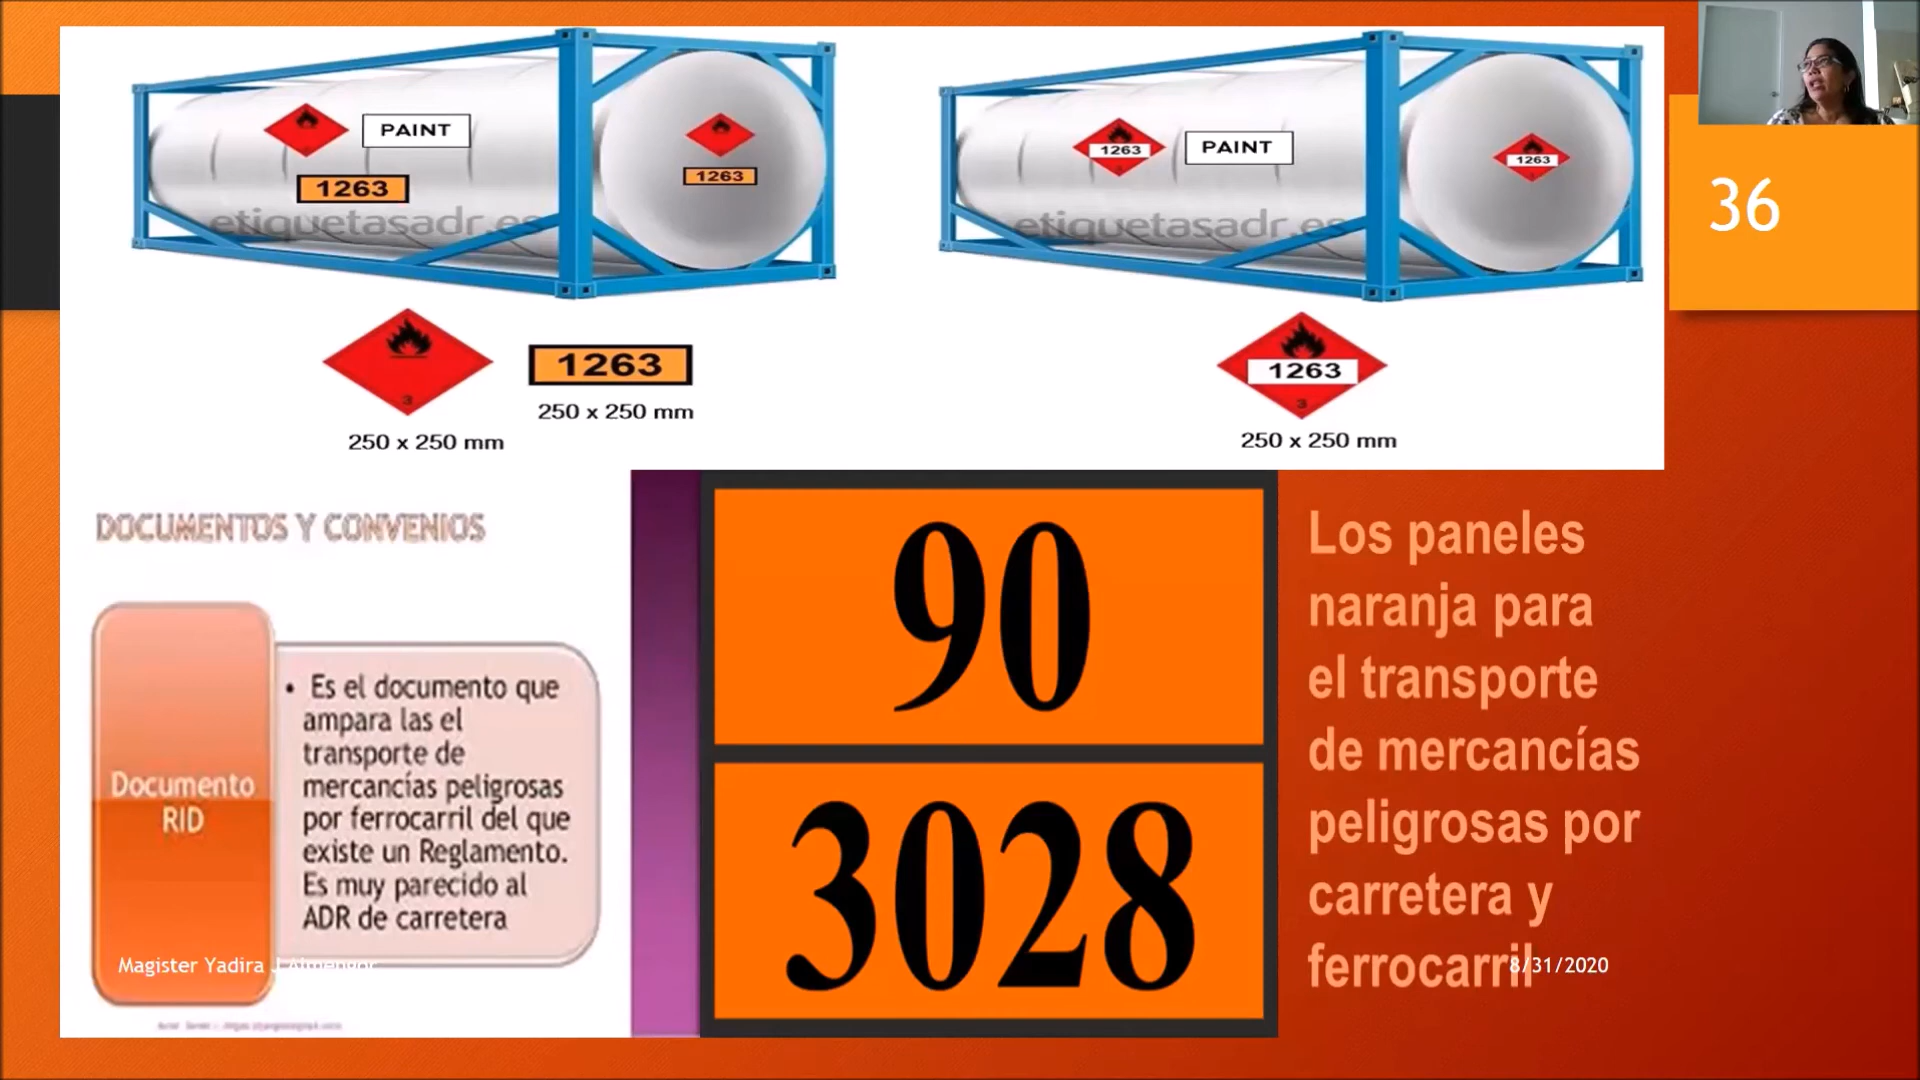 PAINT
1263
1263
etiquetasadr.es
1263
PAINT
1263
etiquetasadr.es
36
3
1263
250 x 250 mm
250 x 250 mm
1263
3
250 x 250 mm
DOCUMENTOS Y CONVENIOS
Documento
RID
• Es el documento que
ampara las el
transporte de
mercancías peligrosas
por ferrocarril del que
existe un Reglamento.
Es muy parecido al
ADR de carretera
Magister Yadira J Almengor
90
3028
Los paneles
naranja para
el transporte
de mercancías
peligrosas por
carretera y
ferrocarril
8/31/2020